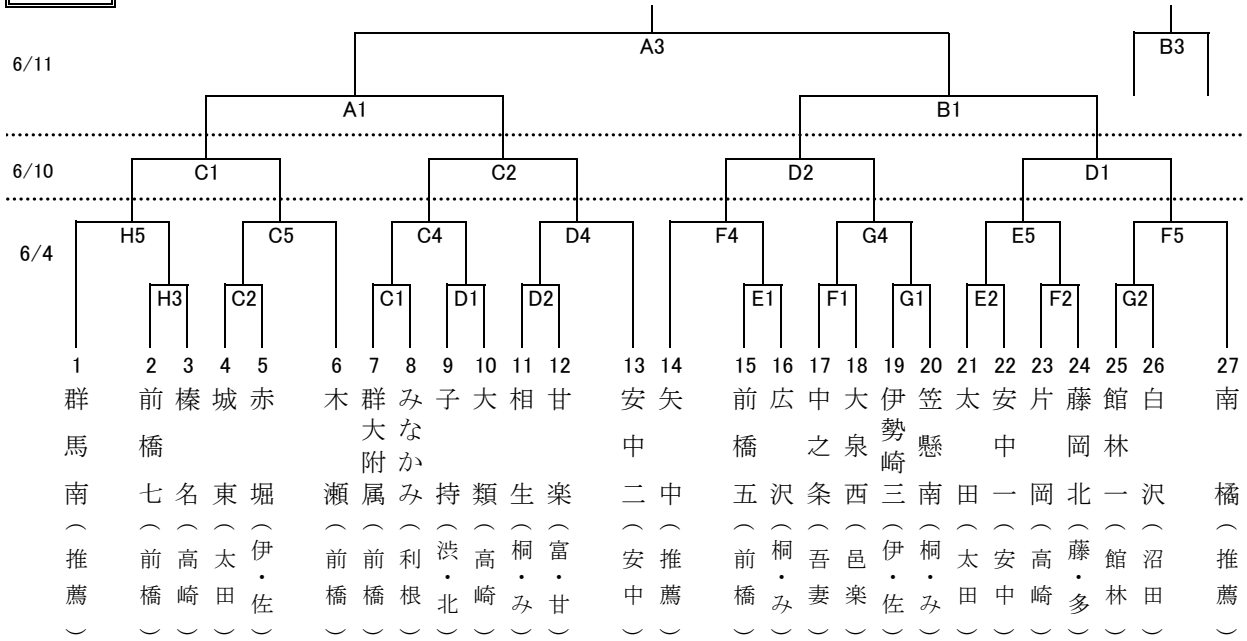 A3
B3
6/11
A1
B1
6/10
C1
C2
D2
D1
H5
C5
C4
D4
F4
G4
E5
F5
6/4
H3
C2
C1
D1
D2
E1
F1
G1
E2
F2
G2
1
群馬南(推薦)
2
前橋七(前橋)
3
榛名(高崎)
4
城東(太田)
5
赤堀(伊・佐)
6
木瀬(前橋)
7
群大附属(前橋)
8
みなかみ(利根)
9
子持(渋・北)
10
大類(高崎)
11
相生(桐・み)
12
甘楽(富・甘)
13
安中二(安中)
14
矢中(推薦)
15
前橋五(前橋)
16
広沢(桐・み)
17
中之条(吾妻)
18
大泉西(邑楽)
19
伊勢崎三(伊・佐)
20
笠懸南(桐・み)
21
太田(太田)
22
安中一(安中)
23
片岡(高崎)
24
藤岡北(藤・多)
25
館林一(館林)
26
白沢(沼田)
27
南橘(推薦)